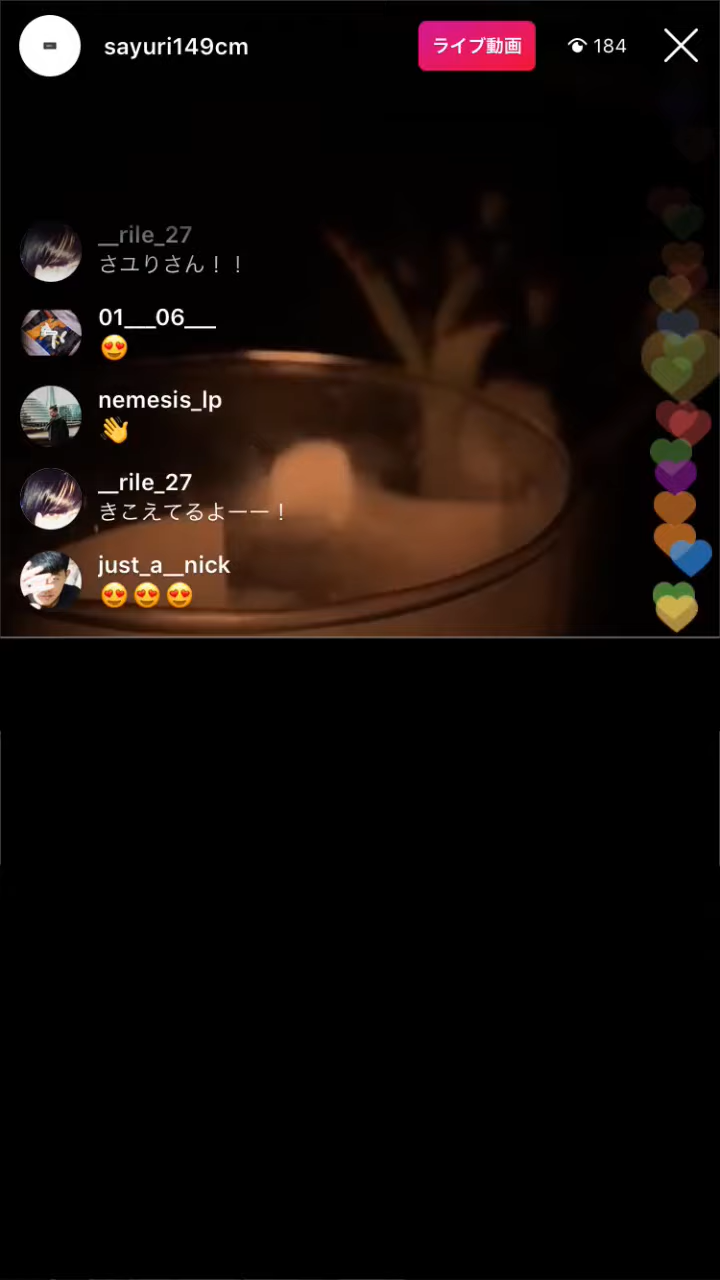 sayuri149cm
ライブ動画
184
__rile_27
さユりさん！！
01___06___
😍
nemesis_lp
👋
__rile_27
きこえてるよーー！
just_a__nick
😍😍😍